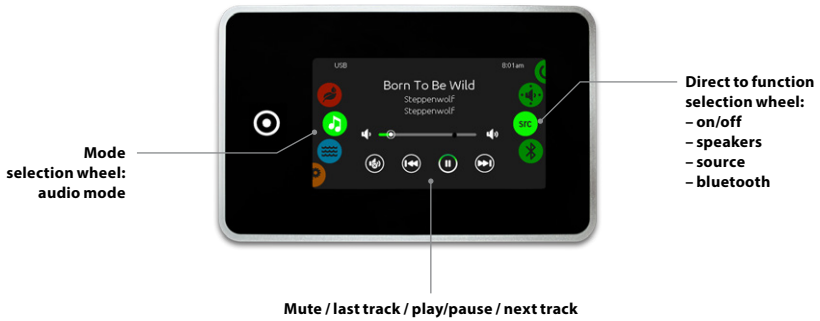 USB
8:01am
Born To Be Wild
Steppenwolf
Steppenwolf
src
Mode
selection wheel:
audio mode
Direct to function
selection wheel:
– on/off
– speakers
– source
– bluetooth
Mute / last track / play/pause / next track